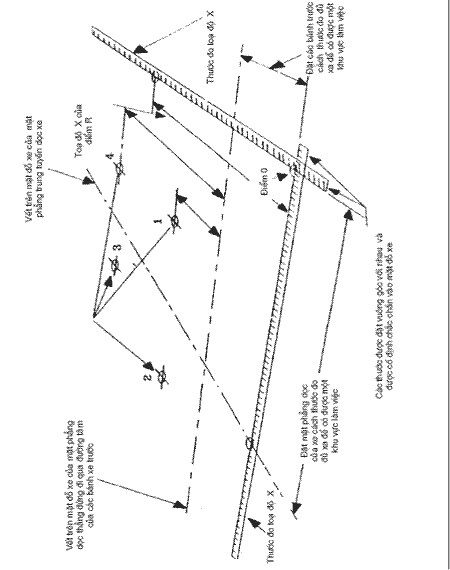 Vết trên mặt đỗ xe của mặt
phẳng trung tuyến dọc xe
Toạ độ X của
điểm R
Thước đo toạ độ X
Đặt các bánh trước
cách thước đo đủ
xa để có được một
khu vực làm việc
4
3
1
2
Điểm 0
Vết trên mặt đỗ xe của mặt phẳng
dọc thẳng đứng đi qua đường tâm
của các bánh xe trước
Thước đo toạ độ X
Đặt mặt phẳng dọc
của xe cách thước đo
đủ xa để có được một
khu vực làm việc
Các thước được đặt vuông góc với nhau và
được cố định chắc chắn vào mặt đỗ xe